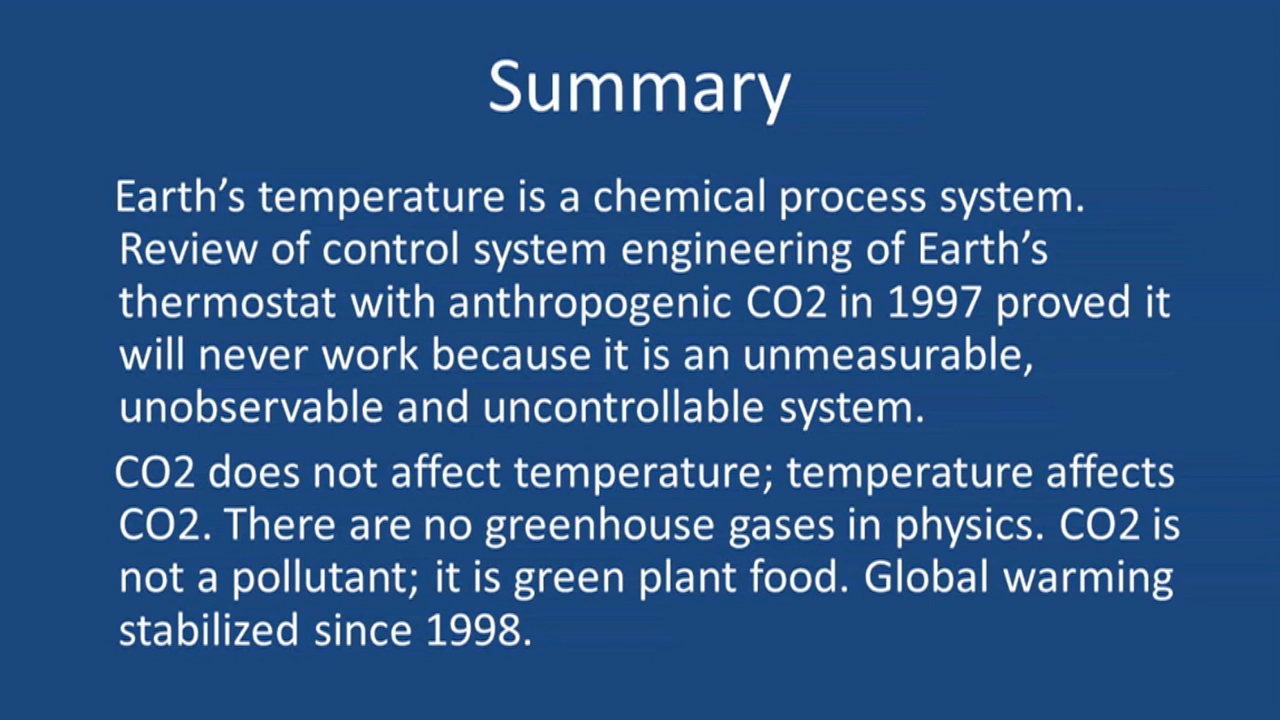 Summary
Earth’s temperature is a chemical process system.
Review of control system engineering of Earth’s
thermostat with anthropogenic CO2 in 1997 proved it
will never work because it is an unmeasurable,
unobservable and uncontrollable system.
CO2 does not affect temperature; temperature affects
CO2. There are no greenhouse gases in physics. CO2 is
not a pollutant; it is green plant food. Global warming
stabilized since 1998.